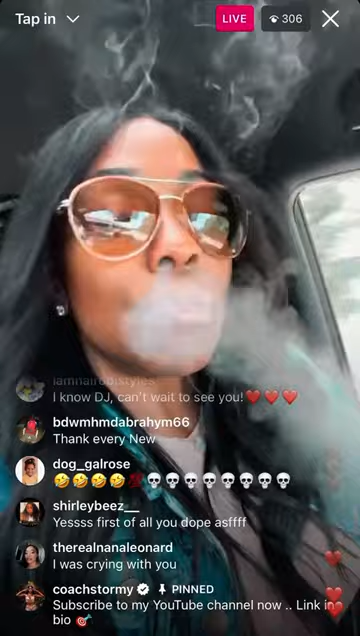 Tap in
LIVE
306
iamhairubistyles
I know DJ, can't wait to see you!❤️❤️❤️
bdwmhmdabrahym66
Thank every New
dog_galrose
🤣🤣🤣🤣💯💀💀💀💀💀💀💀💀
shirleybeez__
Yessss first of all you dope asffff
therealnanaleonard
I was crying with you
coachstormy PINNED
Subscribe to my YouTube channel now .. Link in
bio 🎯